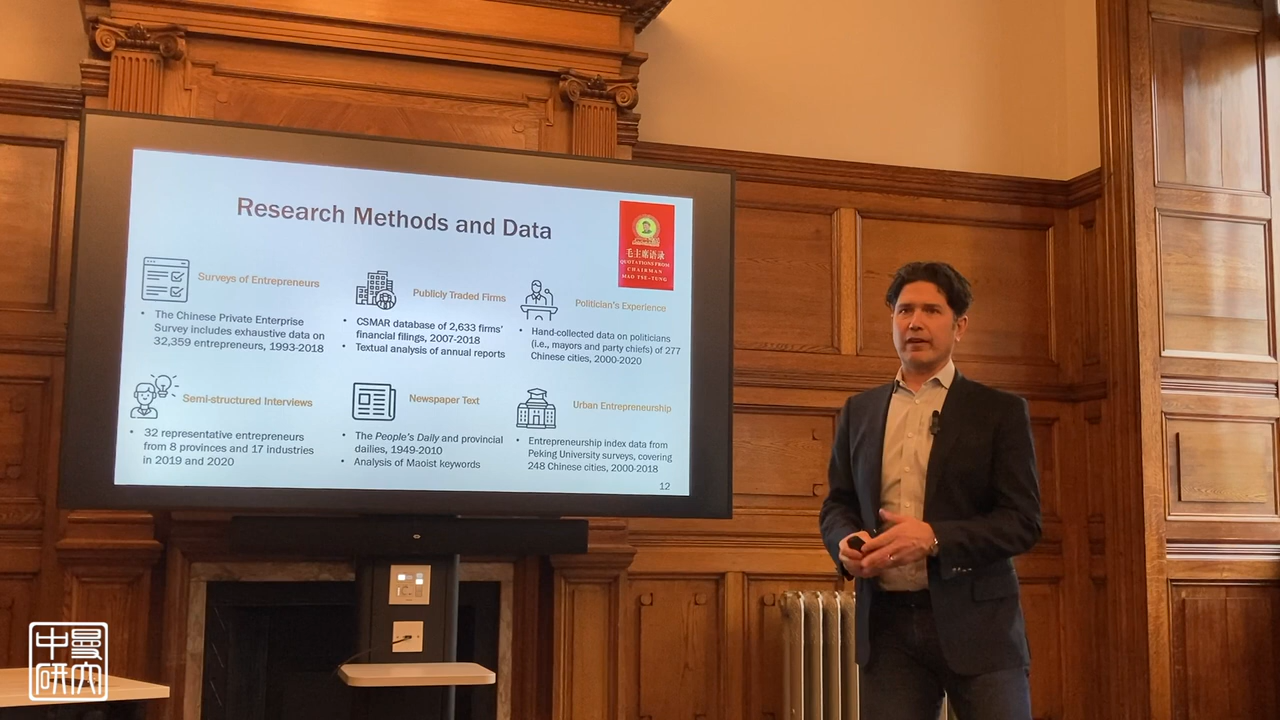 Research Methods and Data
毛主席语录
QUOTATIONS FROM
CHAIRMAN
MAO TSE-TUNG
Surveys of Entrepreneurs
• The Chinese Private Enterprise
Survey includes exhaustive data on
32,359 entrepreneurs, 1993-2018
Publicly Traded Firms
• CSMAR database of 2,633 firms'
financial filings, 2007-2018
• Textual analysis of annual reports
Politician's Experience
• Hand-collected data on politicians
(i.e., mayors and party chiefs) of 277
Chinese cities, 2000-2020
Semi-structured Interviews
• 32 representative entrepreneurs
from 8 provinces and 17 industries
in 2019 and 2020
Newspaper Text
• The People's Daily and provincial
dailies, 1949-2010
• Analysis of Maoist keywords
Urban Entrepreneurship
• Entrepreneurship index data from
Peking University surveys, covering
248 Chinese cities, 2000-2018
12
中曼
研究